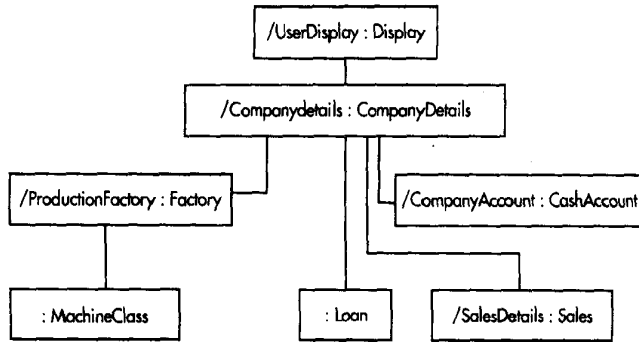 /UserDisplay : Display
/Companydetails : CompanyDetails
/ProductionFactory : Factory
/CompanyAccount : CashAccount
: MachineClass
: Loan
/SalesDetails : Sales